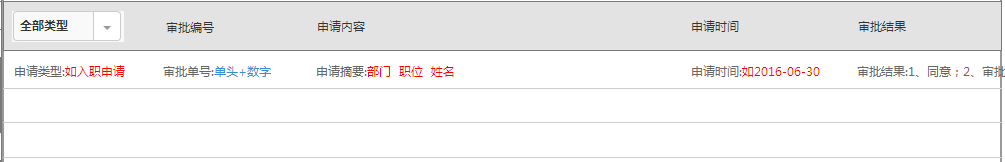 全部类型 审批编号 申请内容 申请时间 审批结果
申请类型:如入职申请 审批单号:单头+数字 申请摘要:部门 职位 姓名 申请时间:如2016-06-30 审批结果:1、同意；2、审批